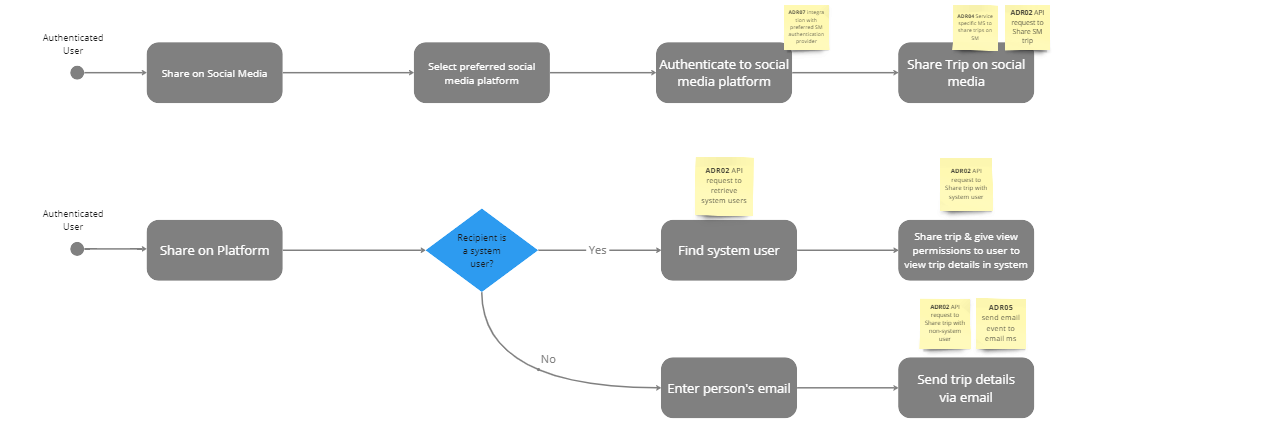 Authenticated
User
Share on Social Media
Select preferred social
media platform
ADR07 integra
tion with
preferred SM
authentication
provider
Authenticate to social
media platform
ADR04 Service
specific MS to
share trips on
SM
ADR02 API
request to
Share SM
trip
Share Trip on social
media
Authenticated
User
Share on Platform
Recipient is
a system
user?
Yes
ADR02 API
request to
retrieve
system users
Find system user
ADR02 API
request to
Share trip with
system user
Share trip & give view
permissions to user to
view trip details in system
No
Enter person's email
ADR02 API
request to
Share trip with
non-system
user
ADR05
send email
event to
email ms
Send trip details
via email